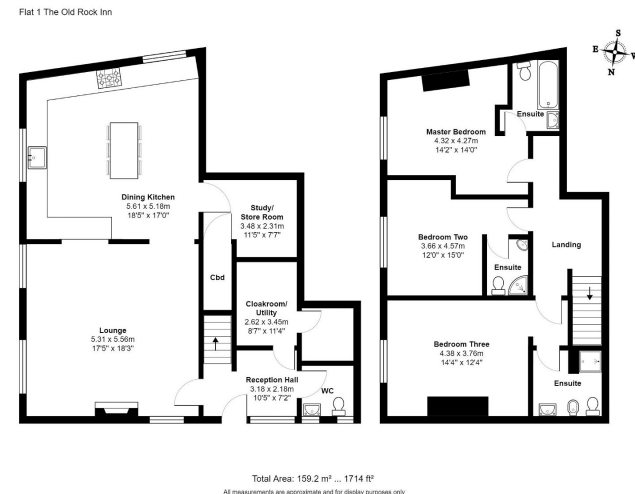 Flat 1 The Old Rock Inn
S
E
W
N
Dining Kitchen
5.61 x 5.18m
18'5" x 17'0"
Study/
Store Room
3.48 x 2.31m
11'5" x 7'7"
Cbd
Cloakroom/
Utility
2.62 x 3.45m
8'7" x 11'4"
Lounge
5.31 x 5.56m
17'5" x 18'3"
Reception Hall
3.18 x 2.18m
10'5" x 7'2"
WC
Master Bedroom
4.32 x 4.27m
14'2" x 14'0"
Ensuite
Bedroom Two
3.66 x 4.57m
12'0" x 15'0"
Ensuite
Landing
Bedroom Three
4.38 x 3.76m
14'4" x 12'4"
Ensuite
Total Area: 159.2 m² ... 1714 ft²
All measurements are approximate and for display purposes only